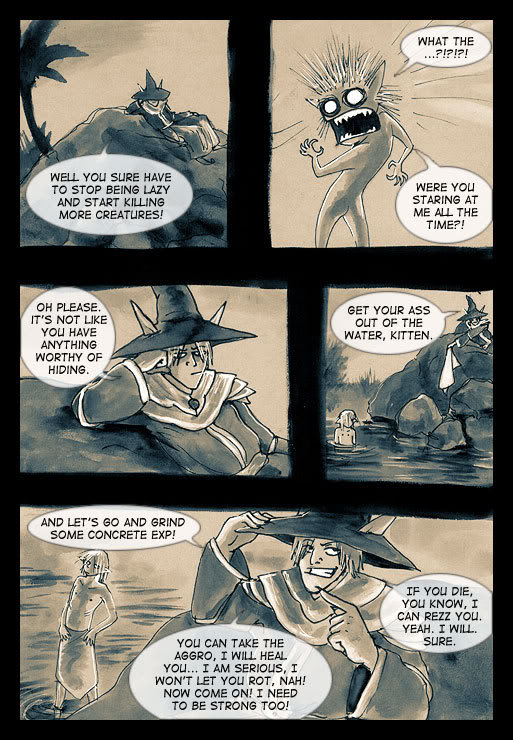 WELL YOU SURE HAVE
TO STOP BEING LAZY
AND START KILLING
MORE CREATURES!
WHAT THE
....?!?!?!
WERE YOU
STARING AT
ME ALL THE
TIME?!
OH PLEASE.
IT'S NOT LIKE
YOU HAVE
ANYTHING
WORTHY OF
HIDING.
GET YOUR ASS
OUT OF THE
WATER, KITTEN.
AND LET'S GO AND GRIND
SOME CONCRETE EXP!
YOU CAN TAKE THE
AGGRO, I WILL HEAL
YOU... I AM SERIOUS, I
WON'T LET YOU ROT, NAH!
NOW COME ON! I NEED
TO BE STRONG TOO!
IF YOU DIE,
YOU KNOW, I
CAN REZZ YOU.
YEAH. I WILL.
SURE.